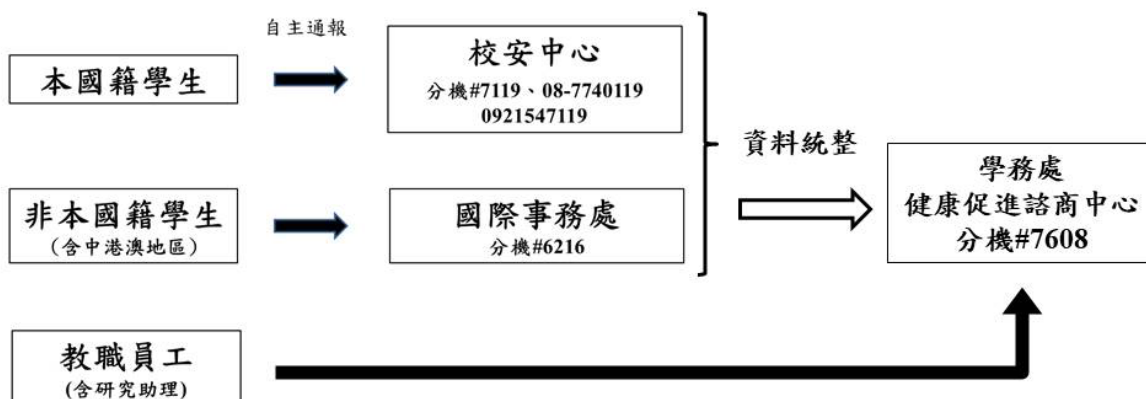 自主通報
本國籍學生
校安中心
分機#7119、08-7740119
0921547119
資料統整
非本國籍學生
(含中港澳地區)
國際事務處
分機#6216
學務處
健康促進諮商中心
分機#7608
教職員工
(含研究助理)